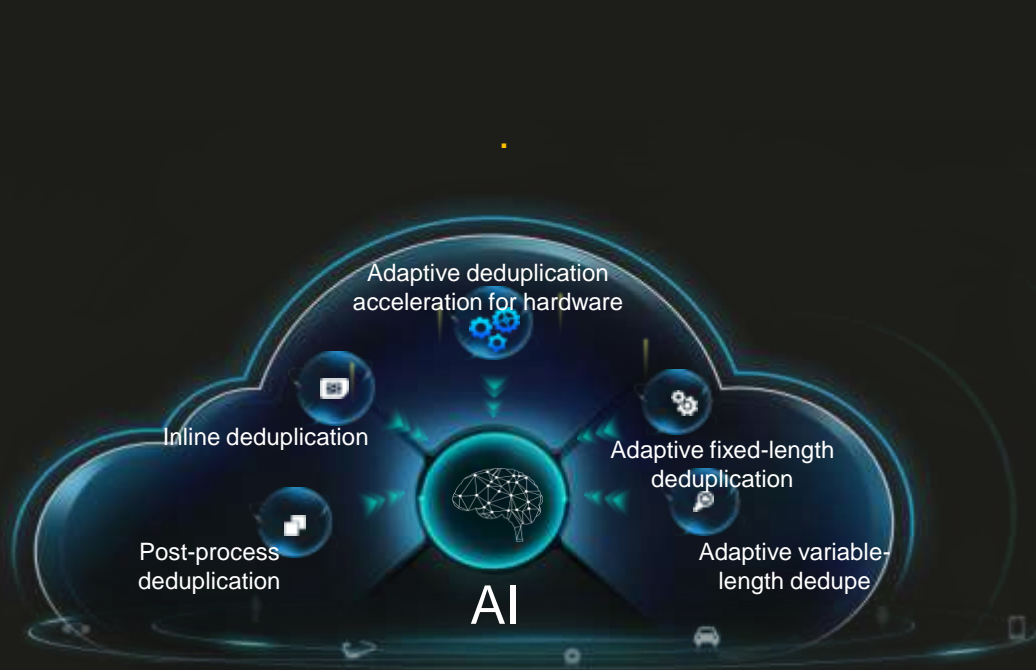 .
Adaptive deduplication
acceleration for hardware
Inline deduplication
Adaptive fixed-length
deduplication
Post-process
deduplication
Adaptive variable-
length dedupe
AI